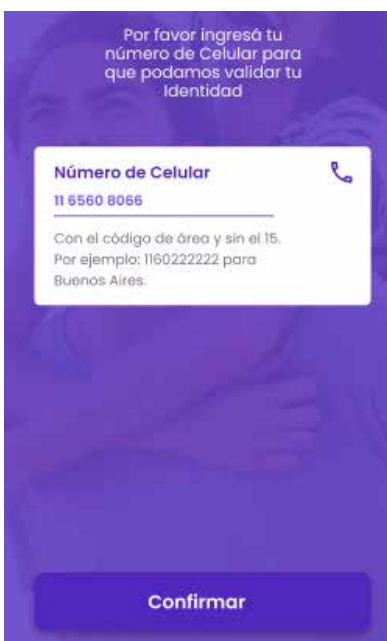 Por favor ingresá tu
número de Celular para
que podamos validar tu
Identidad
Número de Celular
11 6560 8066
Con el código de área y sin el 15.
Por ejemplo: 1160222222 para
Buenos Aires.
Confirmar